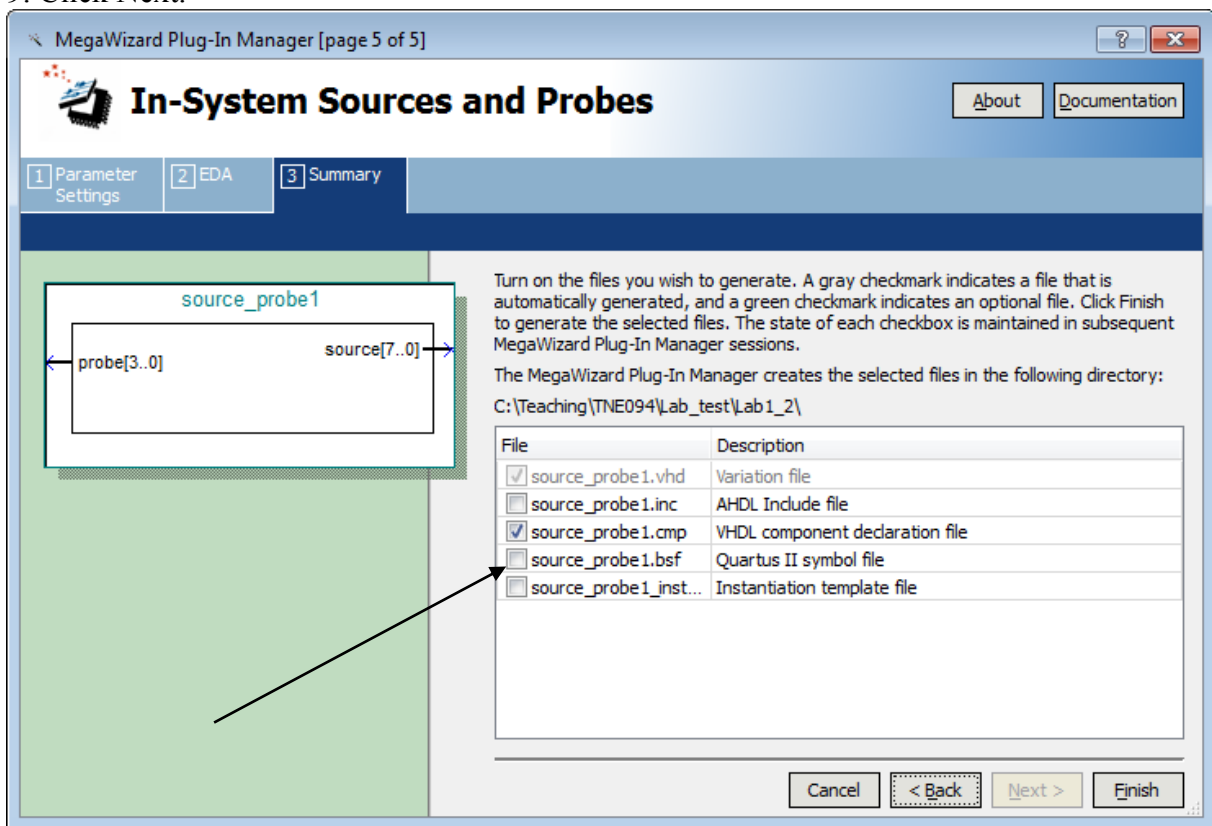 9. Click Next.
MegaWizard Plug-In Manager [page 5 of 5]
In-System Sources and Probes
About
Documentation
1 Parameter Settings
2 EDA
3 Summary
source_probe1
probe[3..0]
source[7..0]
Turn on the files you wish to generate. A gray checkmark indicates a file that is
automatically generated, and a green checkmark indicates an optional file. Click Finish
to generate the selected files. The state of each checkbox is maintained in subsequent
MegaWizard Plug-In Manager sessions.
The MegaWizard Plug-In Manager creates the selected files in the following directory:
C:\Teaching\TNE094\Lab_test\Lab1_2\
File Description
source_probe1.vhd Variation file
source_probe1.inc AHDL Include file
source_probe1.cmp VHDL component declaration file
source_probe1.bsf Quartus II symbol file
source_probe1_inst... Instantiation template file
Cancel
< Back
Next >
Finish